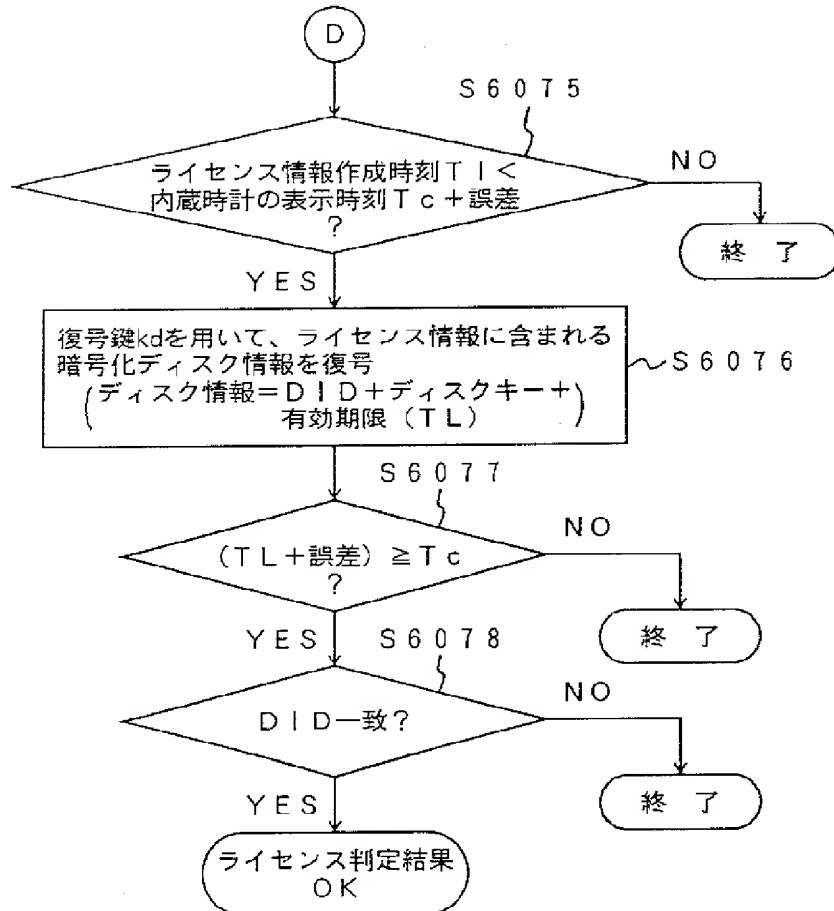 D
S6075
ライセンス情報作成時刻Tl<
内蔵時計の表示時刻Tc+誤差
?
NO
終 了
YES
復号鍵kdを用いて、ライセンス情報に含まれる
暗号化ディスク情報を復号
(ディスク情報=DID+ディスクキー+
有効期限(TL))
S6076
S6077
(TL+誤差)≧Tc
?
NO
終 了
YES
S6078
DID一致?
NO
終 了
YES
ライセンス判定結果
OK